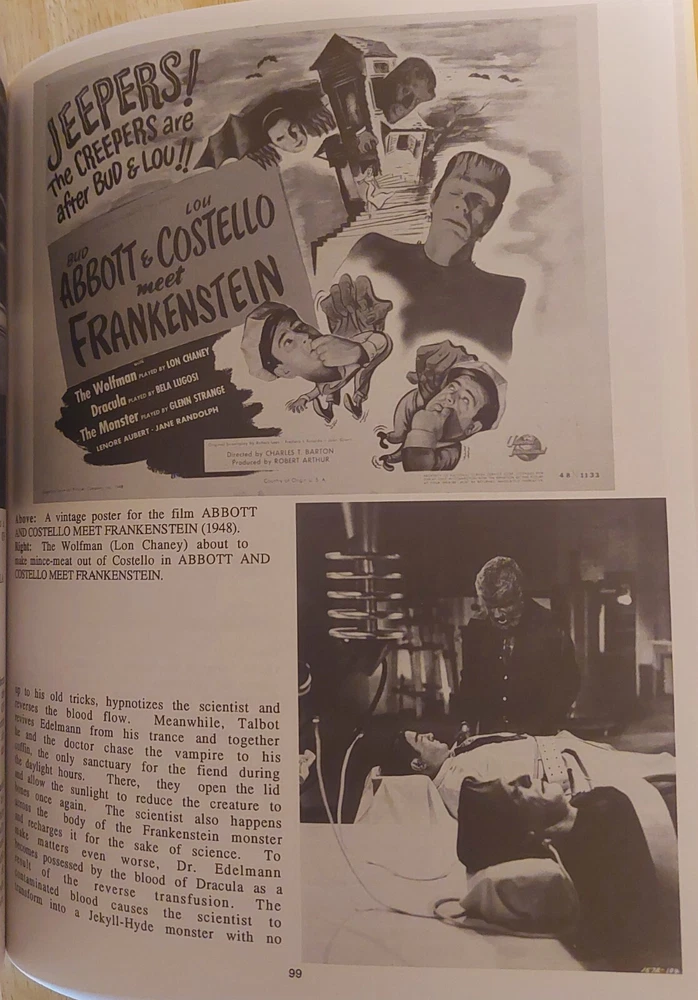 JEEPERS!
The CREEPERS are
after BUD & LOU!!
BUD LOU
ABBOTT & COSTELLO
meet
FRANKENSTEIN
WITH
The Wolfman PLAYED BY LON CHANEY
Dracula PLAYED BY BELA LUGOSI
The Monster PLAYED BY GLENN STRANGE
LENORE AUBERT · JANE RANDOLPH
Directed by CHARLES T. BARTON
Produced by ROBERT ARTHUR
Country of Origin U. S. A.
48 1133
Above: A vintage poster for the film ABBOTT
AND COSTELLO MEET FRANKENSTEIN (1948).
Right: The Wolfman (Lon Chaney) about to
make mince-meat out of Costello in ABBOTT AND
COSTELLO MEET FRANKENSTEIN.
up to his old tricks, hypnotizes the scientist and
reverses the blood flow. Meanwhile, Talbot
revives Edelmann from his trance and together
he and the doctor chase the vampire to his
coffin, the only sanctuary for the fiend during
the daylight hours. There, they open the lid
and allow the sunlight to reduce the creature to
bones once again. The scientist also happens
across the body of the Frankenstein monster
and recharges it for the sake of science. To
make matters even worse, Dr. Edelmann
becomes possessed by the blood of Dracula as a
result of the reverse transfusion. The
contaminated blood causes the scientist to
transform into a Jekyll-Hyde monster with no
99